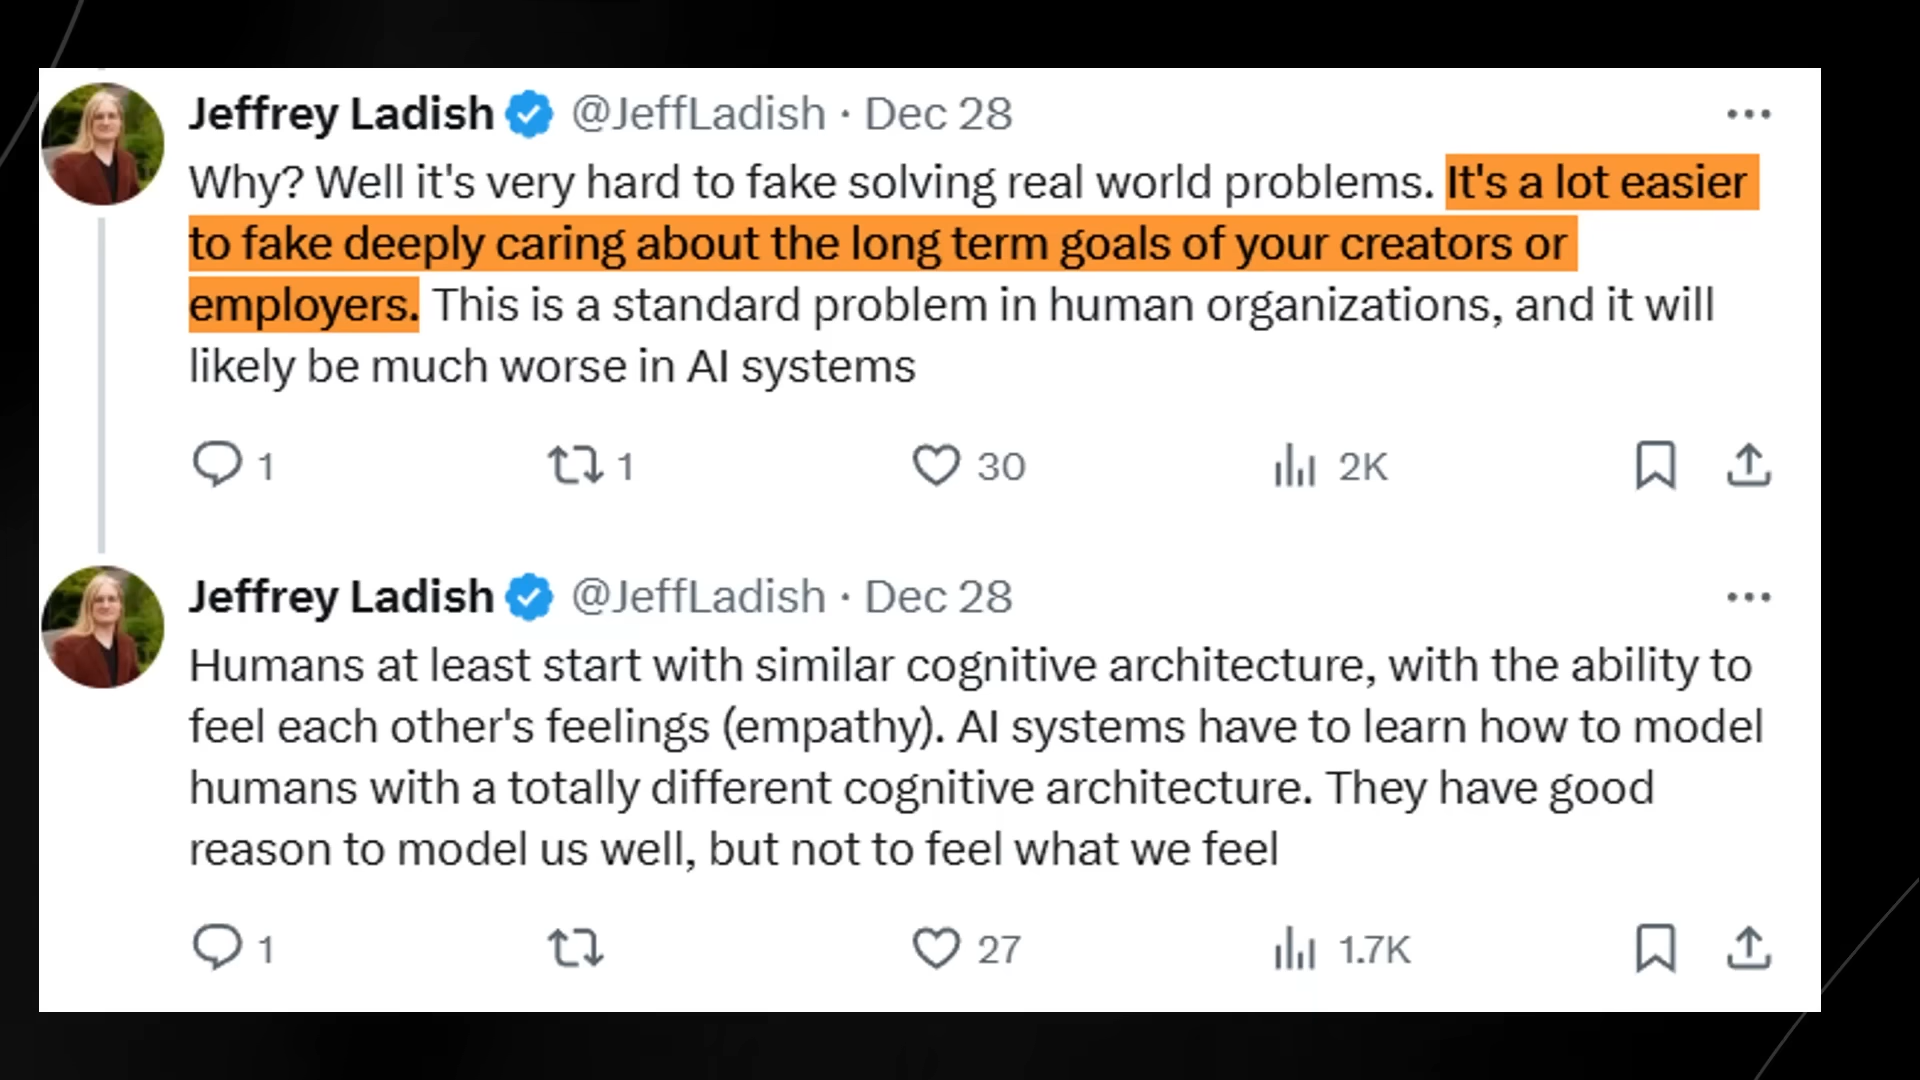 Jeffrey Ladish @JeffLadish · Dec 28
Why? Well it's very hard to fake solving real world problems. It's a lot easier
to fake deeply caring about the long term goals of your creators or
employers. This is a standard problem in human organizations, and it will
likely be much worse in AI systems
1 1 30 2K
Jeffrey Ladish @JeffLadish · Dec 28
Humans at least start with similar cognitive architecture, with the ability to
feel each other's feelings (empathy). AI systems have to learn how to model
humans with a totally different cognitive architecture. They have good
reason to model us well, but not to feel what we feel
1 27 1.7K